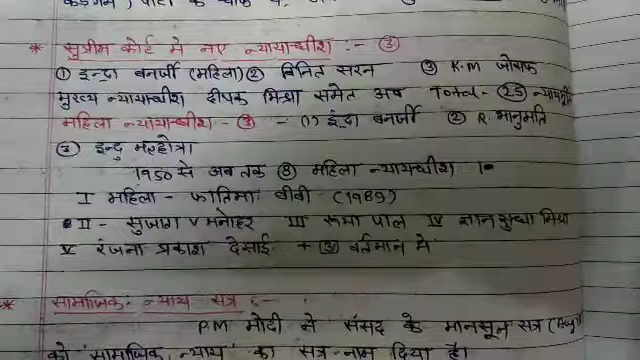 * सुप्रीम कोर्ट मे नए न्यायाधीश :- ③
① इन्द्रा बनर्जी (महिला) ② विनित सरन ③ K.M जोसफ
मुख्य न्यायाधीश दीपक मिश्रा समेत अब Total - 25
महिला न्यायाधीश - ③ - (1) इंद्रा बनर्जी ② R. भानुमति
③ इन्दु मल्होत्रा
1950 से अब तक ⑧ महिला न्यायधीश
I महिला - फातिमा बीबी (1989)
II - सुजाता V मनोहर III रूमा पाल IV ज्ञान सुधा मिश्रा
V रंजना प्रकाश देसाई + ③ वर्तमान मे
* सामाजिक न्याय सत्र :-
PM मोदी ने संसद के मानसून सत्र
को 'सामाजिक न्याय' का सत्र नाम दिया है।